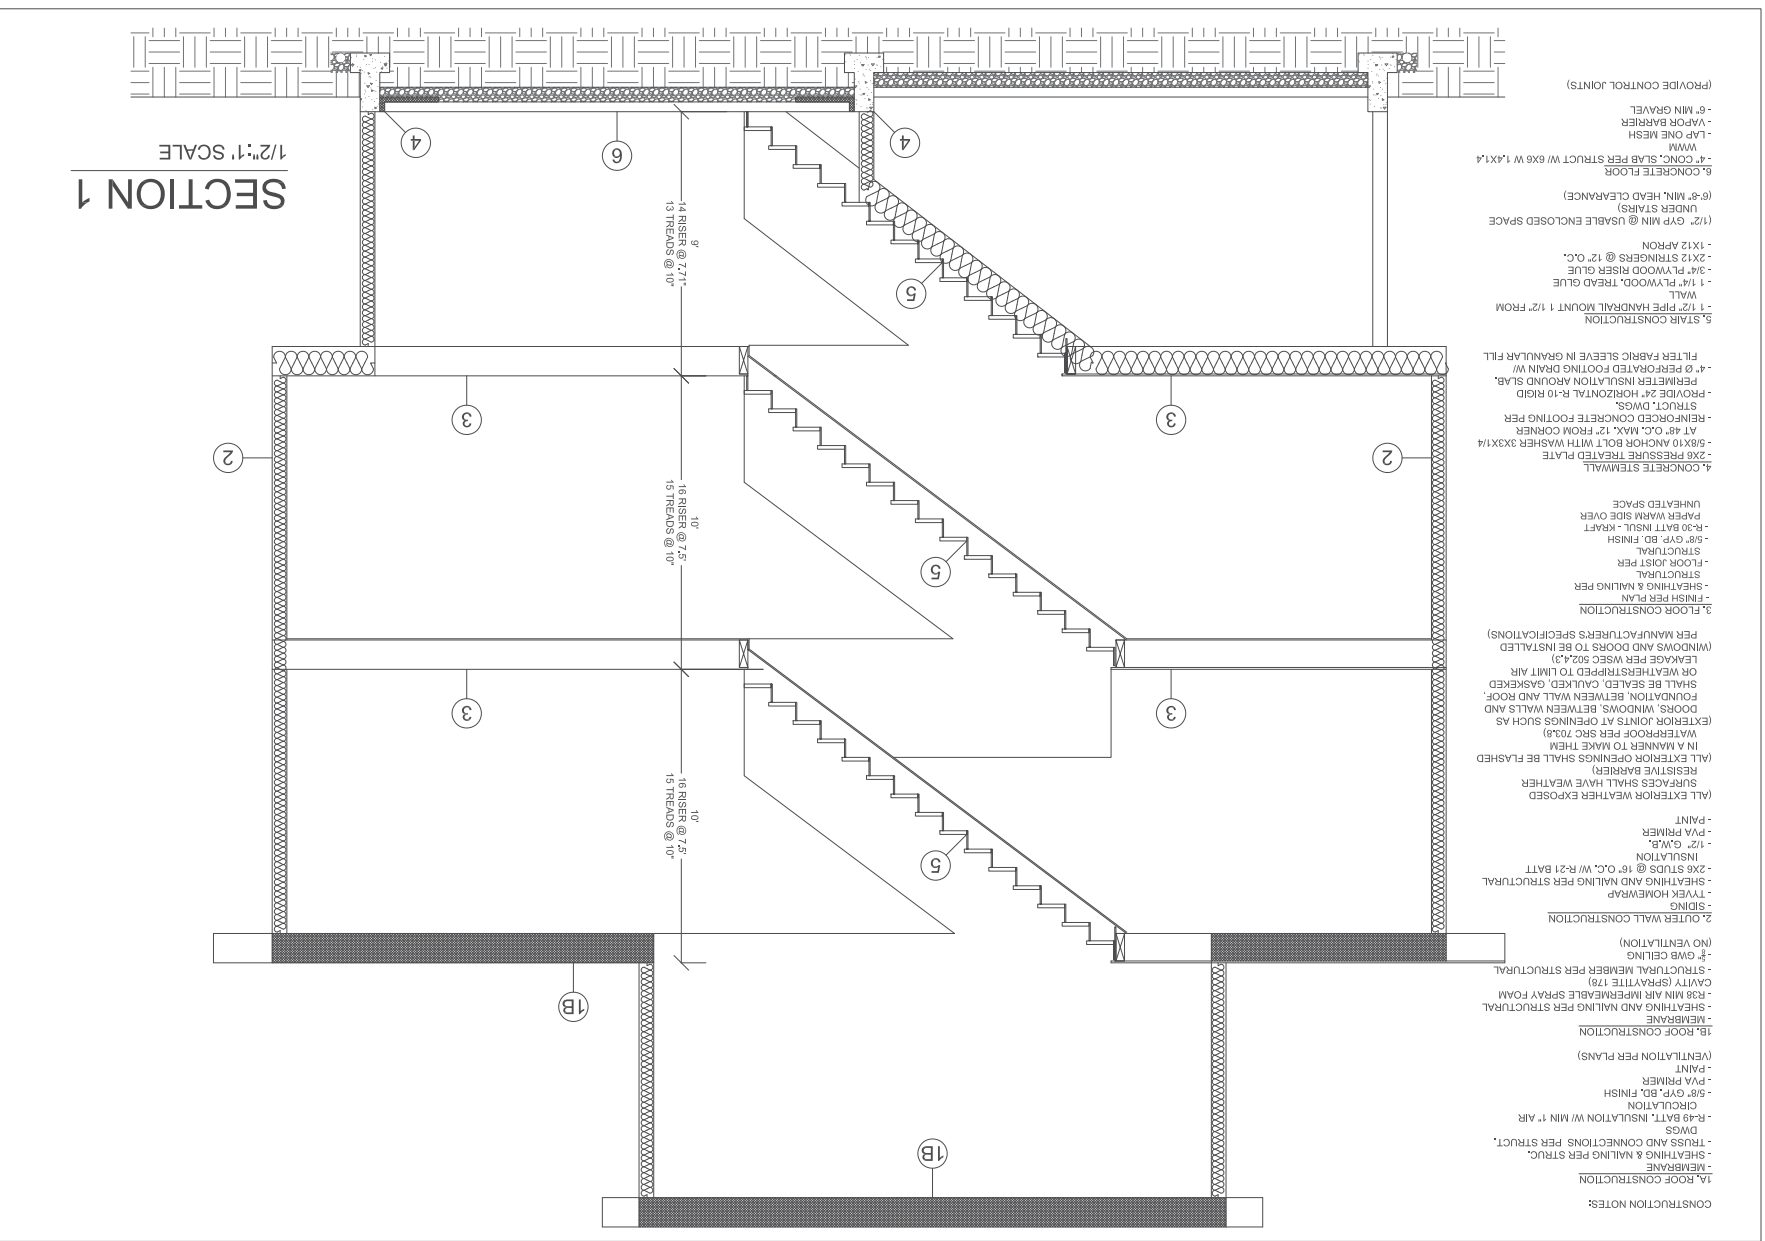 CONSTRUCTION NOTES:
1A. ROOF CONSTRUCTION
- MEMBRANE
- SHEATHING & NAILING PER STRUC.
- TRUSS AND CONNECTIONS PER STRUCT.
DWGS
- R-49 BATT. INSULATION W/ MIN 1" AIR
CIRCULATION
- 5/8" GYP. BD. FINISH
- PVA PRIMER
- PAINT
(VENTILATION PER PLANS)
1B. ROOF CONSTRUCTION
- MEMBRANE
- SHEATHING AND NAILING PER STRUCTURAL
- R38 MIN AIR IMPERMEABLE SPRAY FOAM
CAVITY (SPRAYTITE 178)
- STRUCTURAL MEMBER PER STRUCTURAL
- 5/8" GWB CEILING
(NO VENTILATION)
2. OUTER WALL CONSTRUCTION
- SIDING
- TYVEK HOMEWRAP
- SHEATHING AND NAILING PER STRUCTURAL
- 2X6 STUDS @ 16" O.C. W/ R-21 BATT
INSULATION
- 1/2" G.W.B.
- PVA PRIMER
- PAINT
(ALL EXTERIOR WEATHER EXPOSED
SURFACES SHALL HAVE WEATHER
RESISTIVE BARRIER)
(ALL EXTERIOR OPENINGS SHALL BE FLASHED
IN A MANNER TO MAKE THEM
WATERPROOF PER SRC 703.8)
(EXTERIOR JOINTS AT OPENINGS SUCH AS
DOORS, WINDOWS, BETWEEN WALLS AND
FOUNDATION, BETWEEN WALL AND ROOF,
SHALL BE SEALED, CAULKED, GASKEKED
OR WEATHERSTRIPPED TO LIMIT AIR
LEAKAGE PER WSEC 502.4.3)
(WINDOWS AND DOORS TO BE INSTALLED
PER MANUFACTURER'S SPECIFICATIONS)
3. FLOOR CONSTRUCTION
- FINISH PER PLAN
- SHEATHING & NAILING PER
STRUCTURAL
- FLOOR JOIST PER
STRUCTURAL
- 5/8" GYP. BD. FINISH
- R-30 BATT INSUL - KRAFT
PAPER WARM SIDE OVER
UNHEATED SPACE
4. CONCRETE STEMWALL
- 2X6 PRESSURE TREATED PLATE
- 5/8X10 ANCHOR BOLT WITH WASHER 3X3X1/4
AT 48" O.C. MAX. 12" FROM CORNER
- REINFORCED CONCRETE FOOTING PER
STRUCT. DWGS.
- PROVIDE 24" HORIZONTAL R-10 RIGID
PERIMETER INSULATION AROUND SLAB.
- 4" Ø PERFORATED FOOTING DRAIN W/
FILTER FABRIC SLEEVE IN GRANULAR FILL
5. STAIR CONSTRUCTION
- 1 1/2" PIPE HANDRAIL MOUNT 1 1/2" FROM
WALL
- 1 1/4" PLYWOOD. TREAD GLUE
- 3/4" PLYWOOD RISER GLUE
- 2X12 STRINGERS @ 12" O.C.
- 1X12 APRON
(1/2" GYP MIN @ USABLE ENCLOSED SPACE
UNDER STAIRS)
(6'-8" MIN. HEAD CLEARANCE)
6. CONCRETE FLOOR
- 4" CONC. SLAB PER STRUCT W/ 6X6 W 1.4X1.4
WWM
- LAP ONE MESH
- VAPOR BARRIER
- 6" MIN GRAVEL
(PROVIDE CONTROL JOINTS)
1B
1B
5
10'
16 RISER @ 7.5'
15 TREADS @ 10"
3
3
5
10'
16 RISER @ 7.5'
15 TREADS @ 10"
2
2
3
3
5
9'
14 RISER @ 7.71"
13 TREADS @ 10"
4
6
4
SECTION 1
1/2":1' SCALE